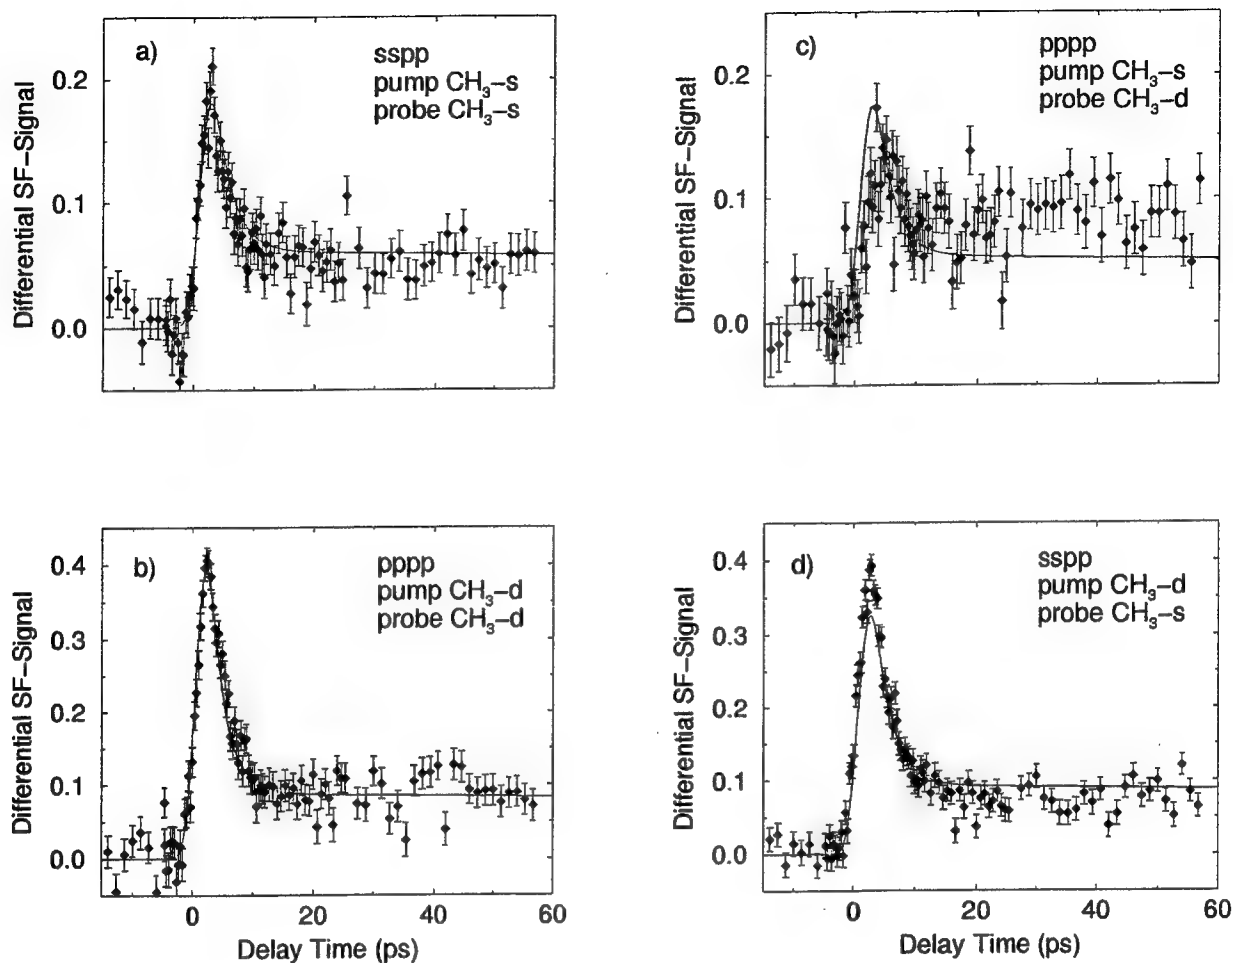 a)
sspp
pump CH₃–s
probe CH₃–s
Differential SF–Signal
0.2
0.1
0.0
0
20
40
60
c)
pppp
pump CH₃–s
probe CH₃–d
Differential SF–Signal
0.2
0.1
0.0
b)
pppp
pump CH₃–d
probe CH₃–d
Differential SF–Signal
0.4
0.3
0.2
0.1
0.0
0 20 40 60
Delay Time (ps)
d)
sspp
pump CH₃–d
probe CH₃–s
Differential SF–Signal
0.4
0.3
0.2
0.1
0.0
0 20 40 60
Delay Time (ps)